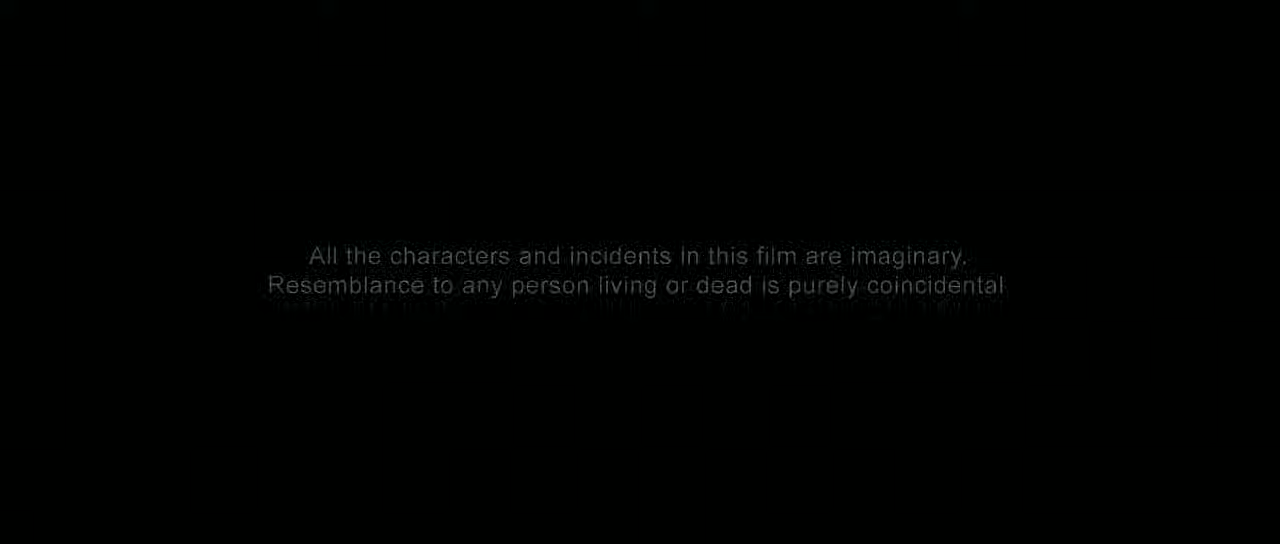 All the characters and incidents in this film are imaginary.
Resemblance to any person living or dead is purely coincidental